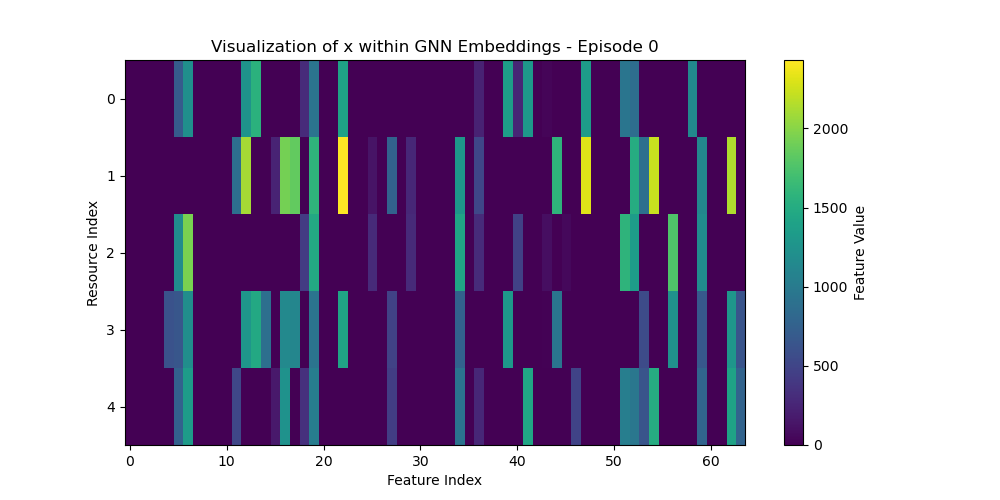 Visualization of x within GNN Embeddings - Episode 0
Resource Index
0
1
2
3
4
0 10 20 30 40 50 60
Feature Index
2000
1500
1000
500
0
Feature Value